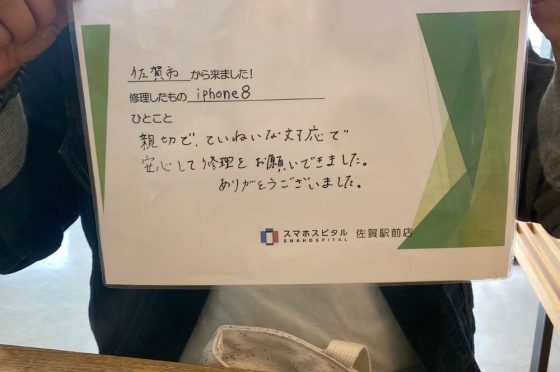 佐賀市 から来ました！
修理したもの iphone8
ひとこと
親切で、ていねいな対応で
安心して修理をお願いできました。
ありがとうございました。
スマホスピタル 佐賀駅前店
SMAHOSPITAL